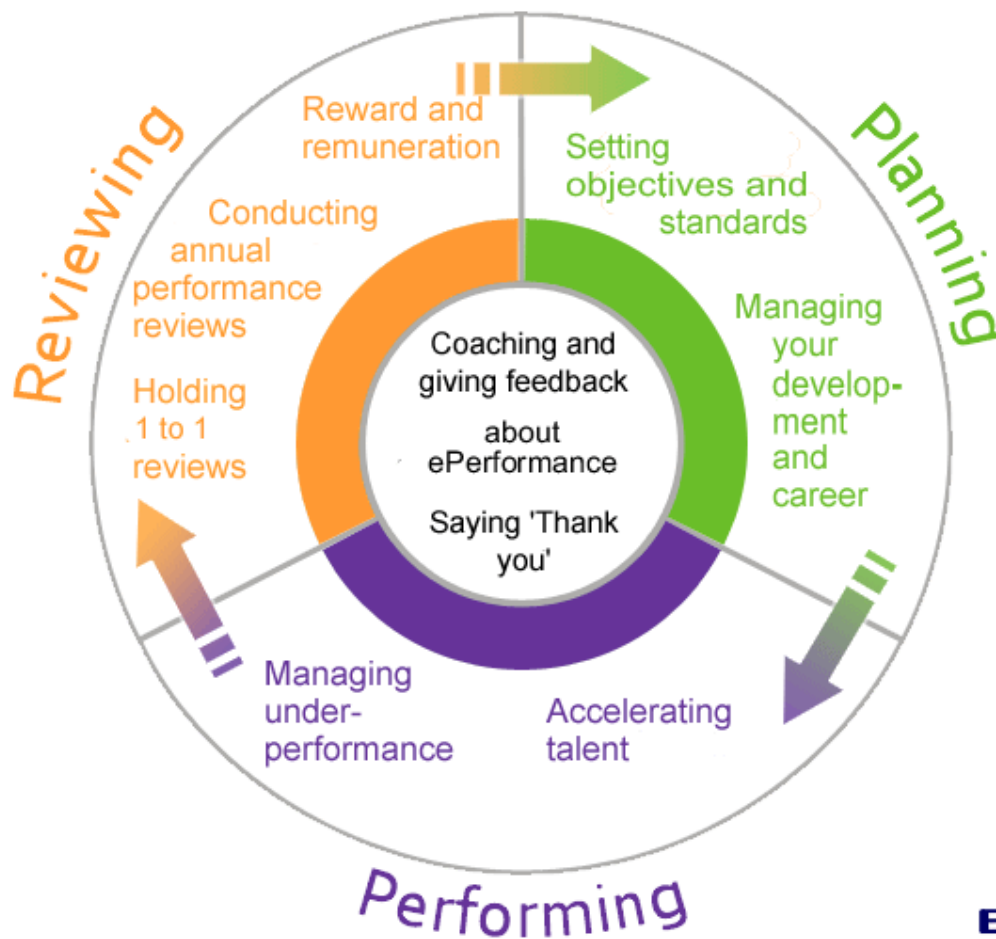 Reviewing
Planning
Performing
Reward and
remuneration
Conducting
annual
performance
reviews
Holding
1 to 1
reviews
Setting
objectives and
standards
Managing
your
develop-
ment
and
career
Accelerating
talent
Managing
under-
performance
Coaching and
giving feedback
about
ePerformance
Saying 'Thank
you'